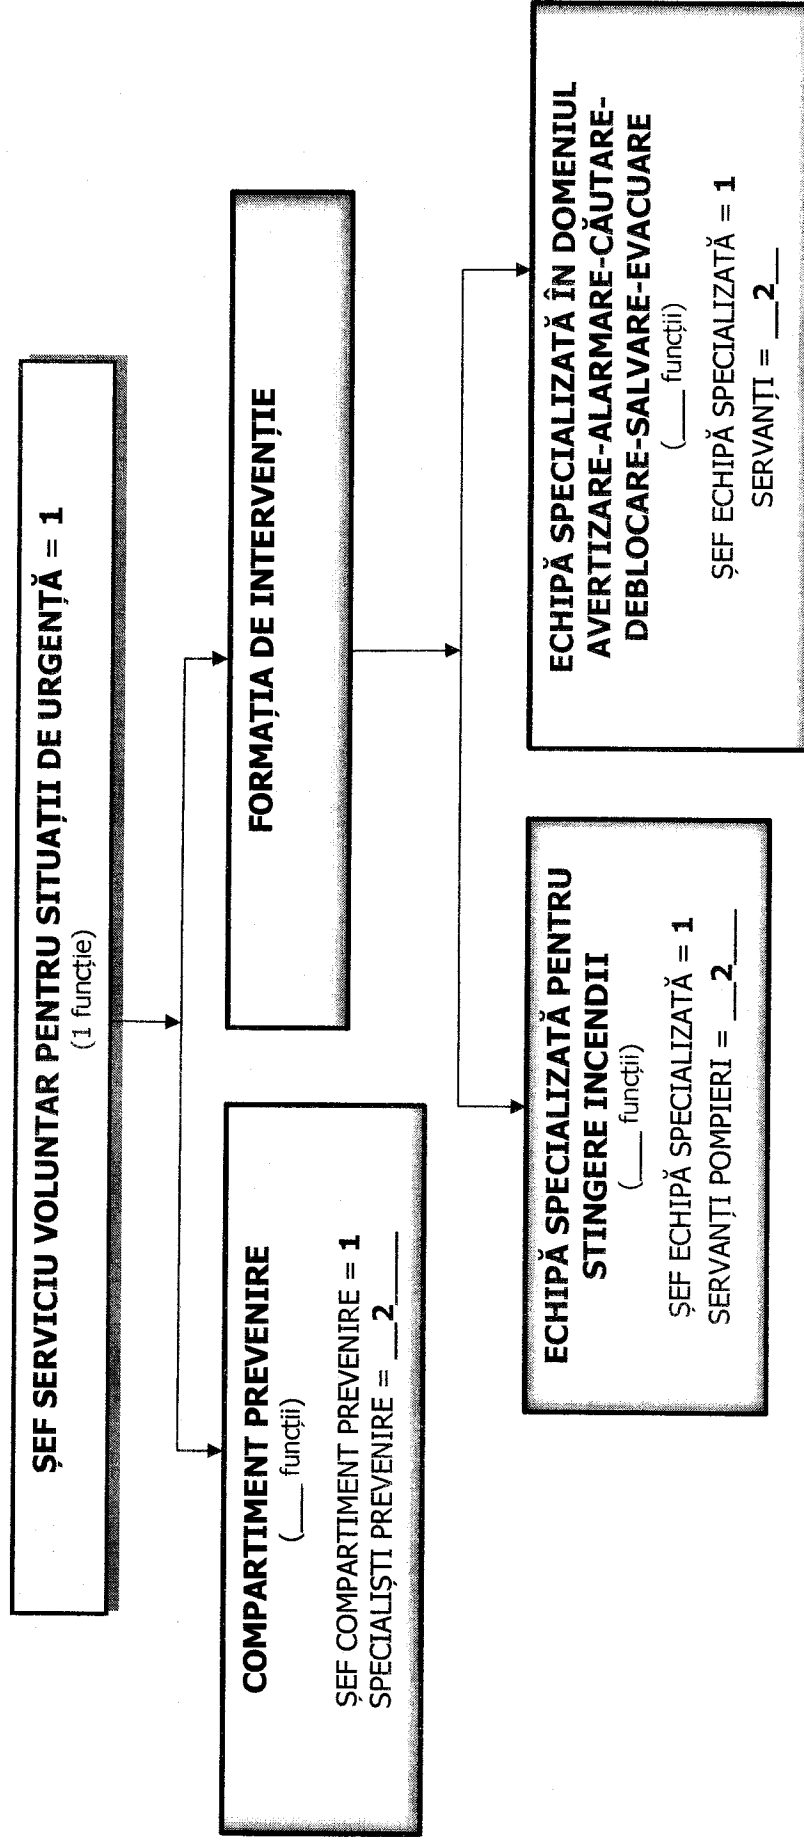 ȘEF SERVICIU VOLUNTAR PENTRU SITUAȚII DE URGENȚĂ = 1
(1 funcție)
COMPARTIMENT PREVENIRE
(___ funcții)
ȘEF COMPARTIMENT PREVENIRE = 1
SPECIALIȘTI PREVENIRE = __2____
FORMAȚIA DE INTERVENȚIE
ECHIPĂ SPECIALIZATĂ PENTRU
STINGERE INCENDII
(___ funcții)
ȘEF ECHIPĂ SPECIALIZATĂ = 1
SERVANȚI POMPIERI = __2___
ECHIPĂ SPECIALIZATĂ ÎN DOMENIUL
AVERTIZARE-ALARMARE-CĂUTARE-
DEBLOCARE-SALVARE-EVACUARE
(___ funcții)
ȘEF ECHIPĂ SPECIALIZATĂ = 1
SERVANȚI = __2__